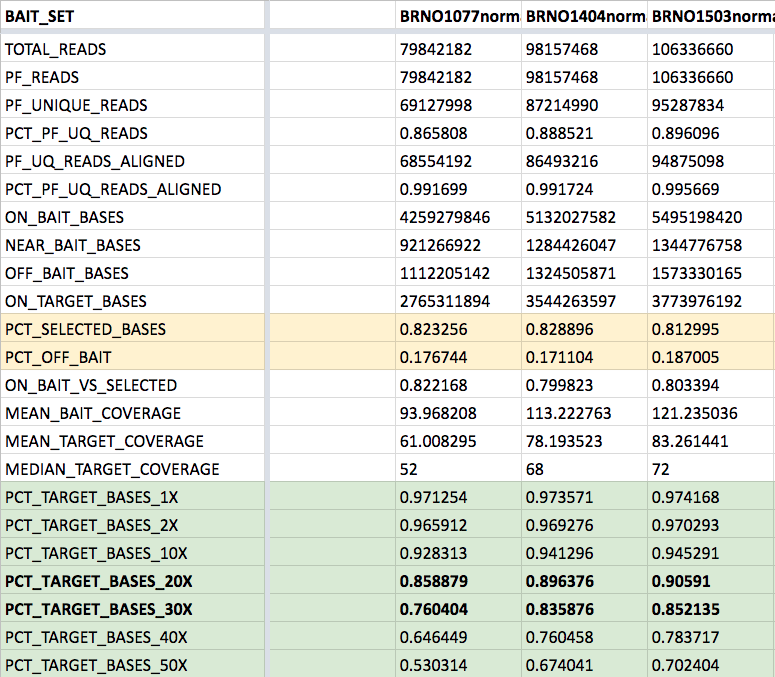 BAIT_SET BRNO1077norma BRNO1404norma BRNO1503norma
TOTAL_READS 79842182 98157468 106336660
PF_READS 79842182 98157468 106336660
PF_UNIQUE_READS 69127998 87214990 95287834
PCT_PF_UQ_READS 0.865808 0.888521 0.896096
PF_UQ_READS_ALIGNED 68554192 86493216 94875098
PCT_PF_UQ_READS_ALIGNED 0.991699 0.991724 0.995669
ON_BAIT_BASES 4259279846 5132027582 5495198420
NEAR_BAIT_BASES 921266922 1284426047 1344776758
OFF_BAIT_BASES 1112205142 1324505871 1573330165
ON_TARGET_BASES 2765311894 3544263597 3773976192
PCT_SELECTED_BASES 0.823256 0.828896 0.812995
PCT_OFF_BAIT 0.176744 0.171104 0.187005
ON_BAIT_VS_SELECTED 0.822168 0.799823 0.803394
MEAN_BAIT_COVERAGE 93.968208 113.222763 121.235036
MEAN_TARGET_COVERAGE 61.008295 78.193523 83.261441
MEDIAN_TARGET_COVERAGE 52 68 72
PCT_TARGET_BASES_1X 0.971254 0.973571 0.974168
PCT_TARGET_BASES_2X 0.965912 0.969276 0.970293
PCT_TARGET_BASES_10X 0.928313 0.941296 0.945291
PCT_TARGET_BASES_20X 0.858879 0.896376 0.90591
PCT_TARGET_BASES_30X 0.760404 0.835876 0.852135
PCT_TARGET_BASES_40X 0.646449 0.760458 0.783717
PCT_TARGET_BASES_50X 0.530314 0.674041 0.702404